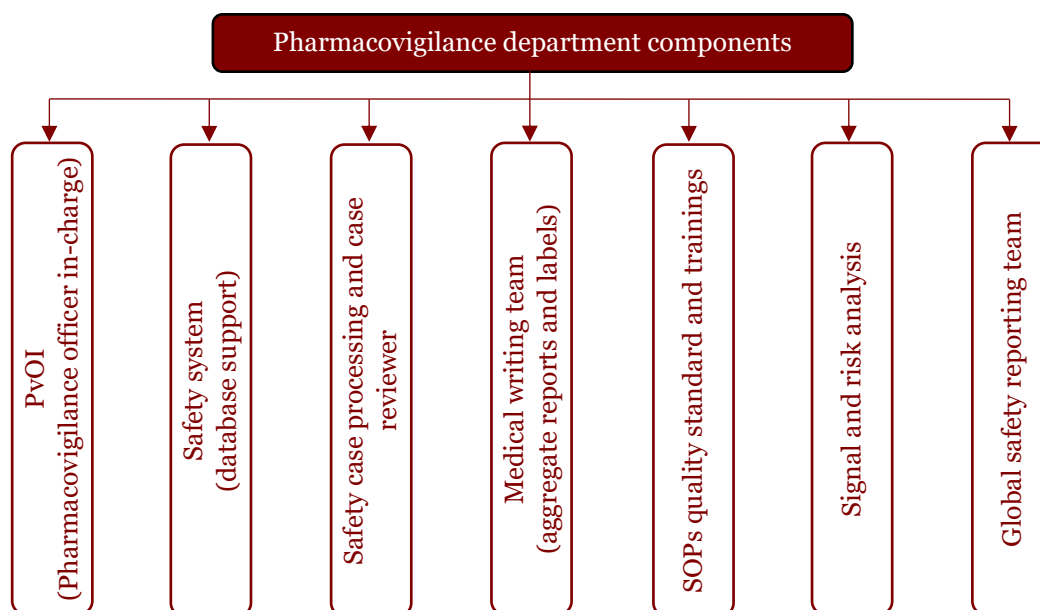 Pharmacovigilance department components
PvOI
(Pharmacovigilance officer in-charge)
Safety system
(database support)
Safety case processing and case
reviewer
Medical writing team
(aggregate reports and labels)
SOPs quality standard and trainings
Signal and risk analysis
Global safety reporting team